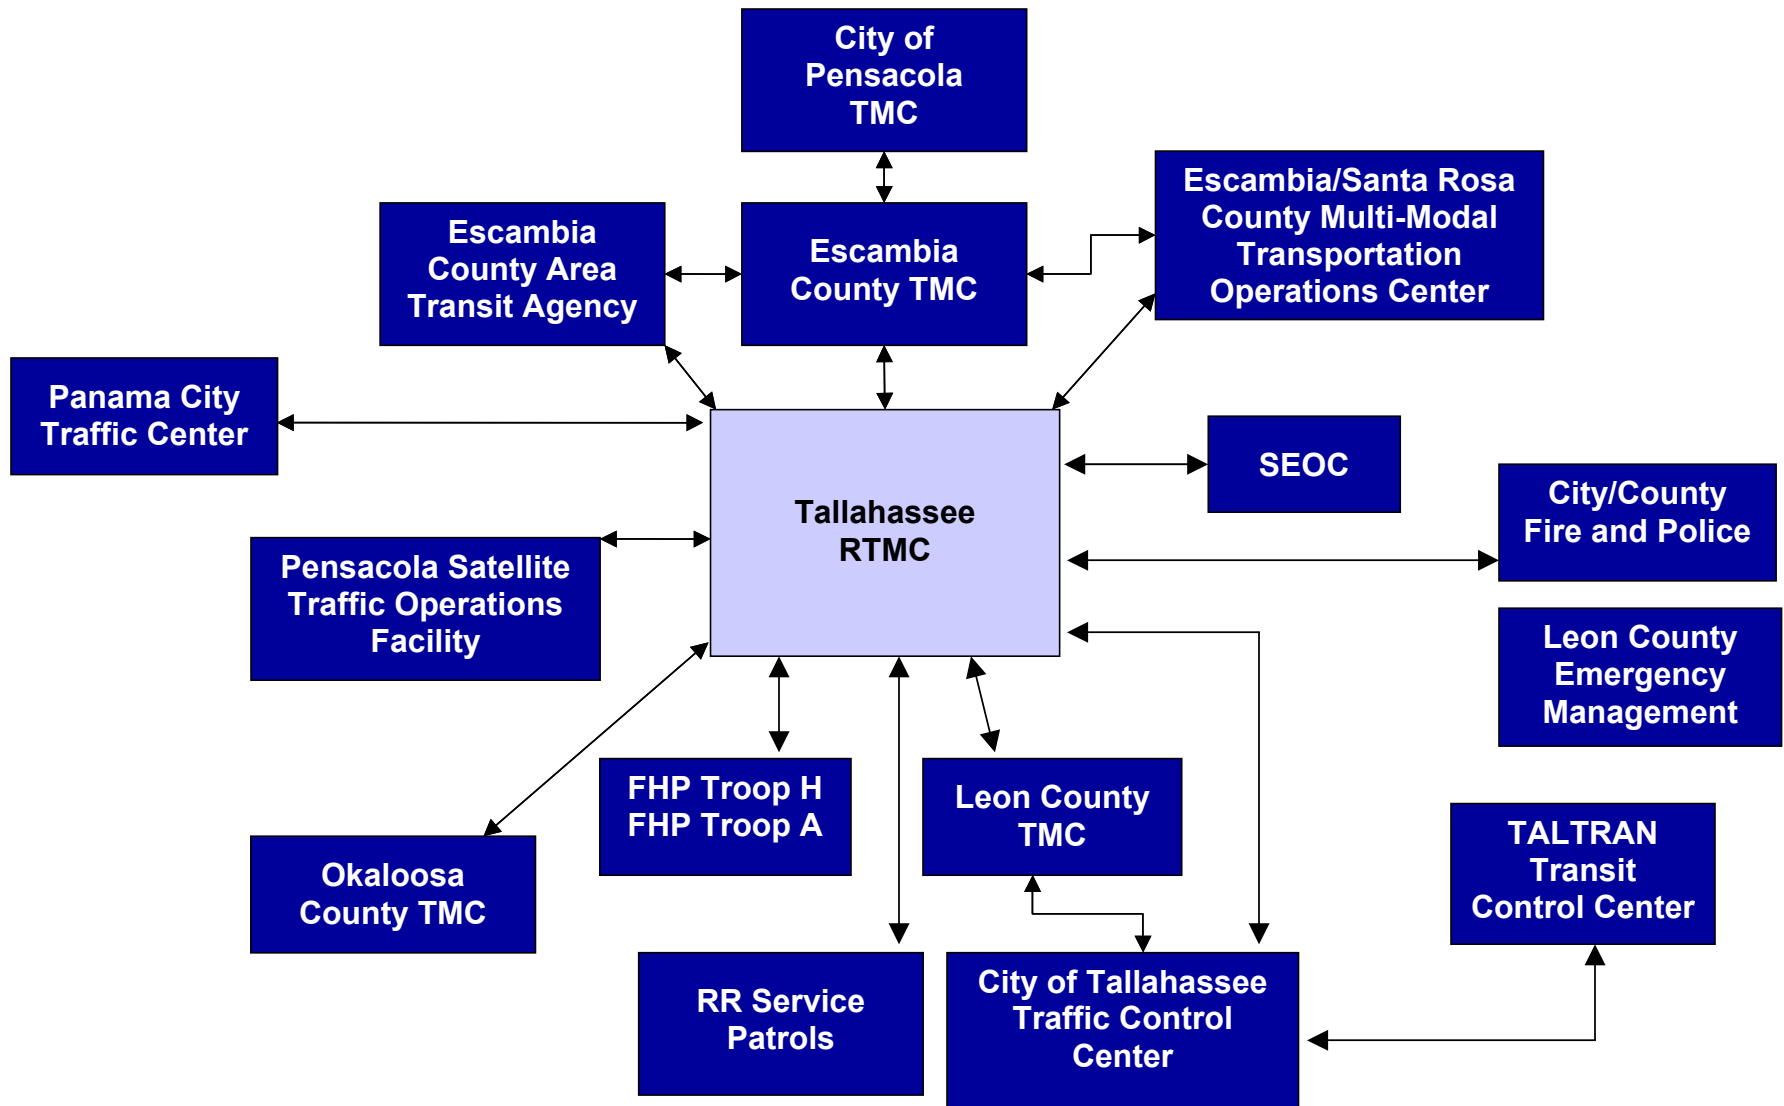 City of
Pensacola
TMC
Escambia/Santa Rosa
County Multi-Modal
Transportation
Operations Center
Escambia
County Area
Transit Agency
Escambia
County TMC
Panama City
Traffic Center
SEOC
City/County
Fire and Police
Tallahassee
RTMC
Pensacola Satellite
Traffic Operations
Facility
Leon County
Emergency
Management
FHP Troop H
FHP Troop A
Leon County
TMC
TALTRAN
Transit
Control Center
Okaloosa
County TMC
RR Service
Patrols
City of Tallahassee
Traffic Control
Center